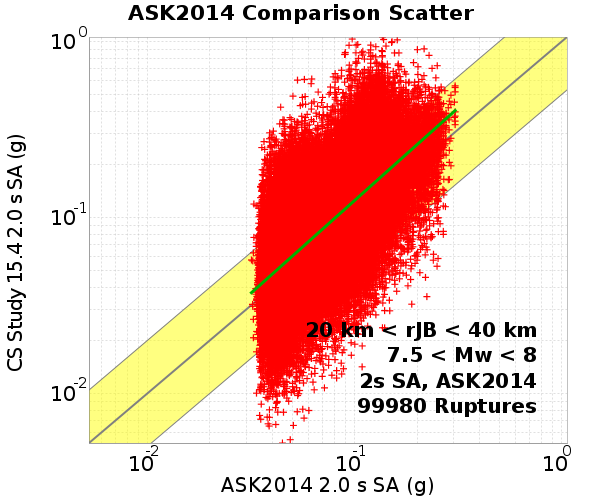 ASK2014 Comparison Scatter
CS Study 15.4 2.0 s SA (g)
10^0
10^-1
10^-2
20 km < rJB < 40 km
7.5 < Mw < 8
2s SA, ASK2014
99980 Ruptures
10^-2 10^-1 10^0
ASK2014 2.0 s SA (g)